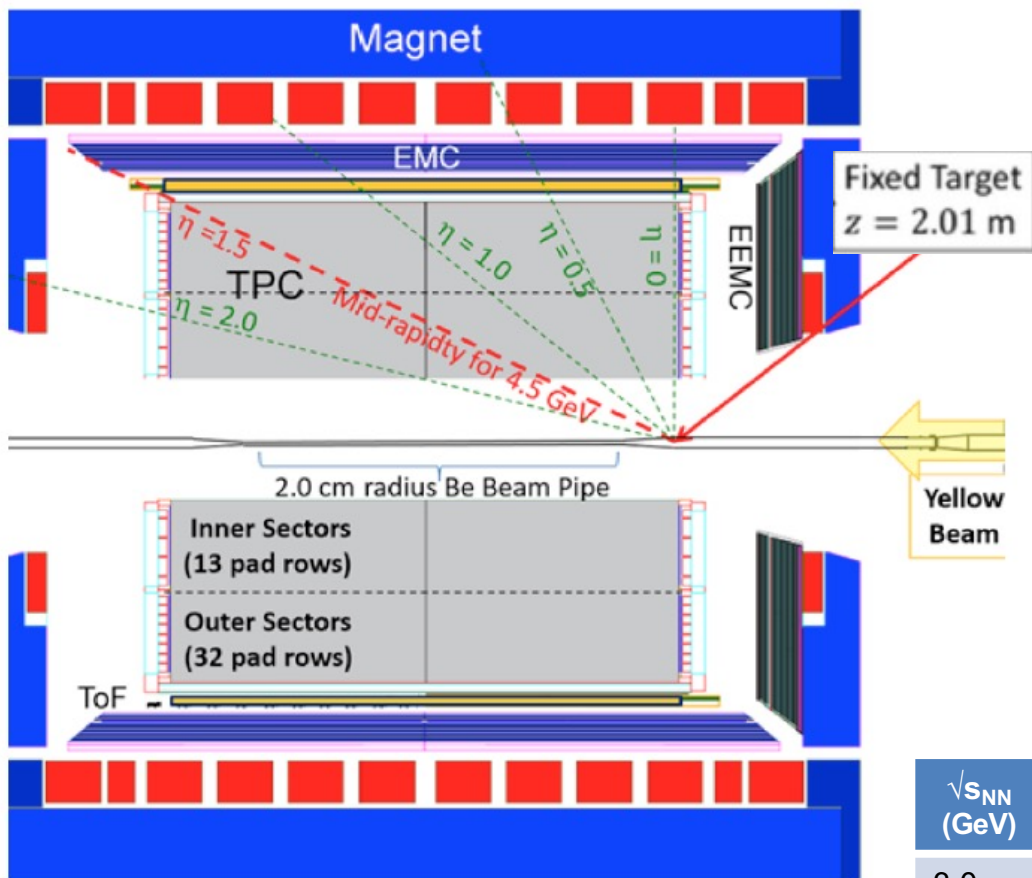 Magnet
EMC
Fixed Target
z = 2.01 m
η =1.5
TPC
η = 2.0
η = 1.0
η = 0.5
η = 0
EEMC
Mid-rapidty for 4.5 GeV
2.0 cm radius Be Beam Pipe
Yellow
Beam
Inner Sectors
(13 pad rows)
Outer Sectors
(32 pad rows)
ToF
√sNN
(GeV)